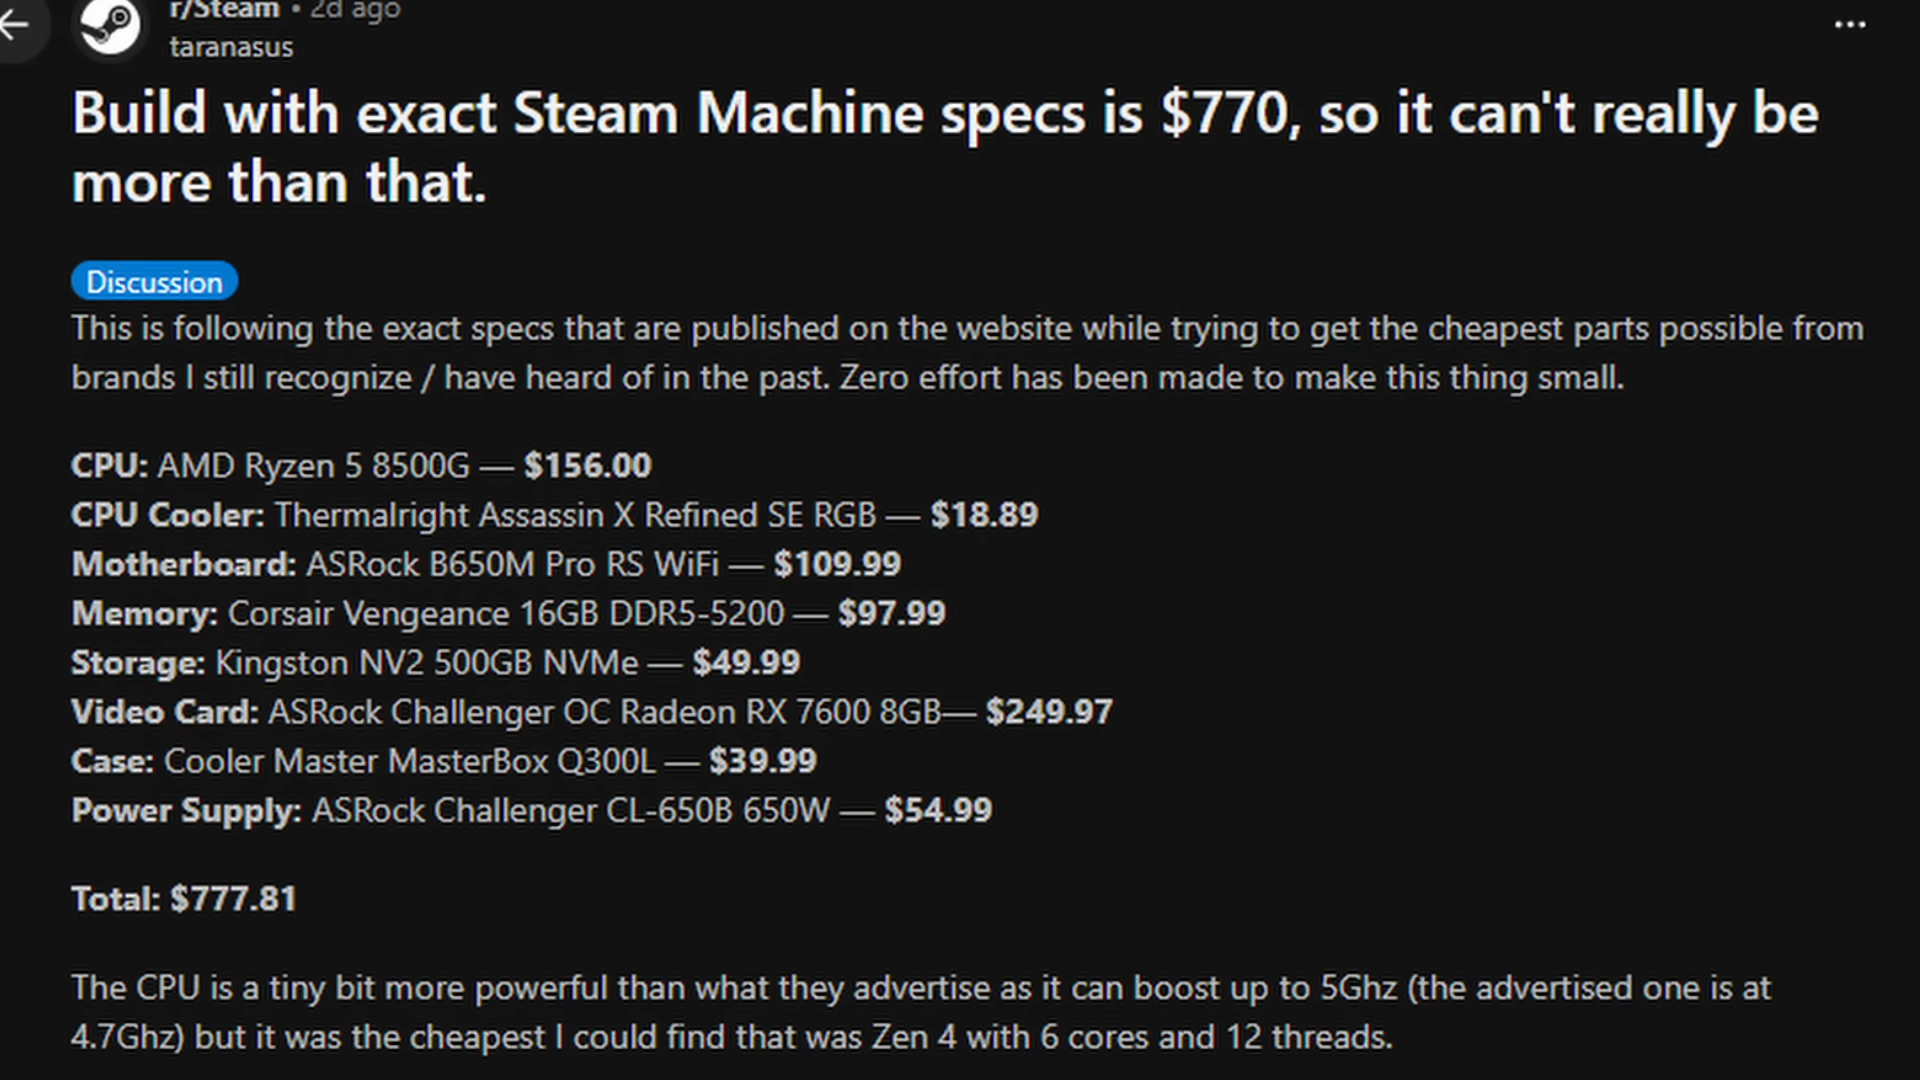 r/Steam • 2d ago
taranasus
Build with exact Steam Machine specs is $770, so it can't really be
more than that.
Discussion
This is following the exact specs that are published on the website while trying to get the cheapest parts possible from
brands I still recognize / have heard of in the past. Zero effort has been made to make this thing small.
CPU: AMD Ryzen 5 8500G — $156.00
CPU Cooler: Thermalright Assassin X Refined SE RGB — $18.89
Motherboard: ASRock B650M Pro RS WiFi — $109.99
Memory: Corsair Vengeance 16GB DDR5-5200 — $97.99
Storage: Kingston NV2 500GB NVMe — $49.99
Video Card: ASRock Challenger OC Radeon RX 7600 8GB— $249.97
Case: Cooler Master MasterBox Q300L — $39.99
Power Supply: ASRock Challenger CL-650B 650W — $54.99
Total: $777.81
The CPU is a tiny bit more powerful than what they advertise as it can boost up to 5Ghz (the advertised one is at
4.7Ghz) but it was the cheapest I could find that was Zen 4 with 6 cores and 12 threads.